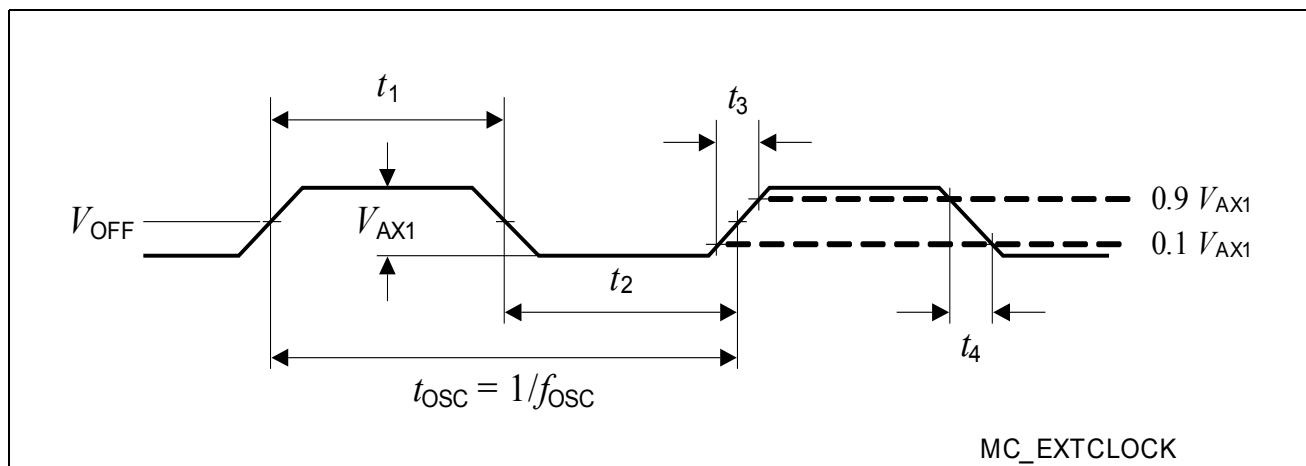 t1
t3
VOFF
VAX1
0.9 VAX1
0.1 VAX1
t2
t4
tOSC = 1/fOSC
MC_EXTCLOCK